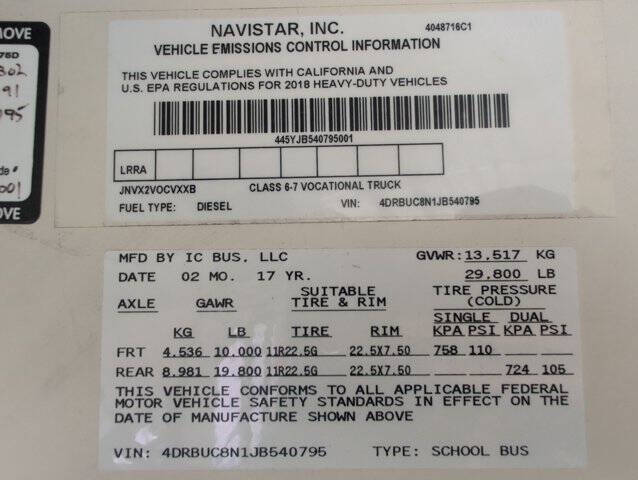 NAVISTAR, INC. 4048716C1
VEHICLE EMISSIONS CONTROL INFORMATION
THIS VEHICLE COMPLIES WITH CALIFORNIA AND
U.S. EPA REGULATIONS FOR 2018 HEAVY-DUTY VEHICLES
445YJB540795001
LRRA
JNVX2VOCVXXB CLASS 6-7 VOCATIONAL TRUCK
FUEL TYPE: DIESEL VIN: 4DRBUC8N1JB540795
MFD BY IC BUS, LLC GVWR: 13,517 KG
DATE 02 MO. 17 YR. 29,800 LB
SUITABLE TIRE PRESSURE
AXLE GAWR TIRE & RIM (COLD)
SINGLE DUAL
KG LB TIRE RIM KPA PSI KPA PSI
FRT 4,536 10,000 11R22.5G 22.5X7.50 758 110
REAR 8,981 19,800 11R22.5G 22.5X7.50 724 105
THIS VEHICLE CONFORMS TO ALL APPLICABLE FEDERAL
MOTOR VEHICLE SAFETY STANDARDS IN EFFECT ON THE
DATE OF MANUFACTURE SHOWN ABOVE
VIN: 4DRBUC8N1JB540795 TYPE: SCHOOL BUS